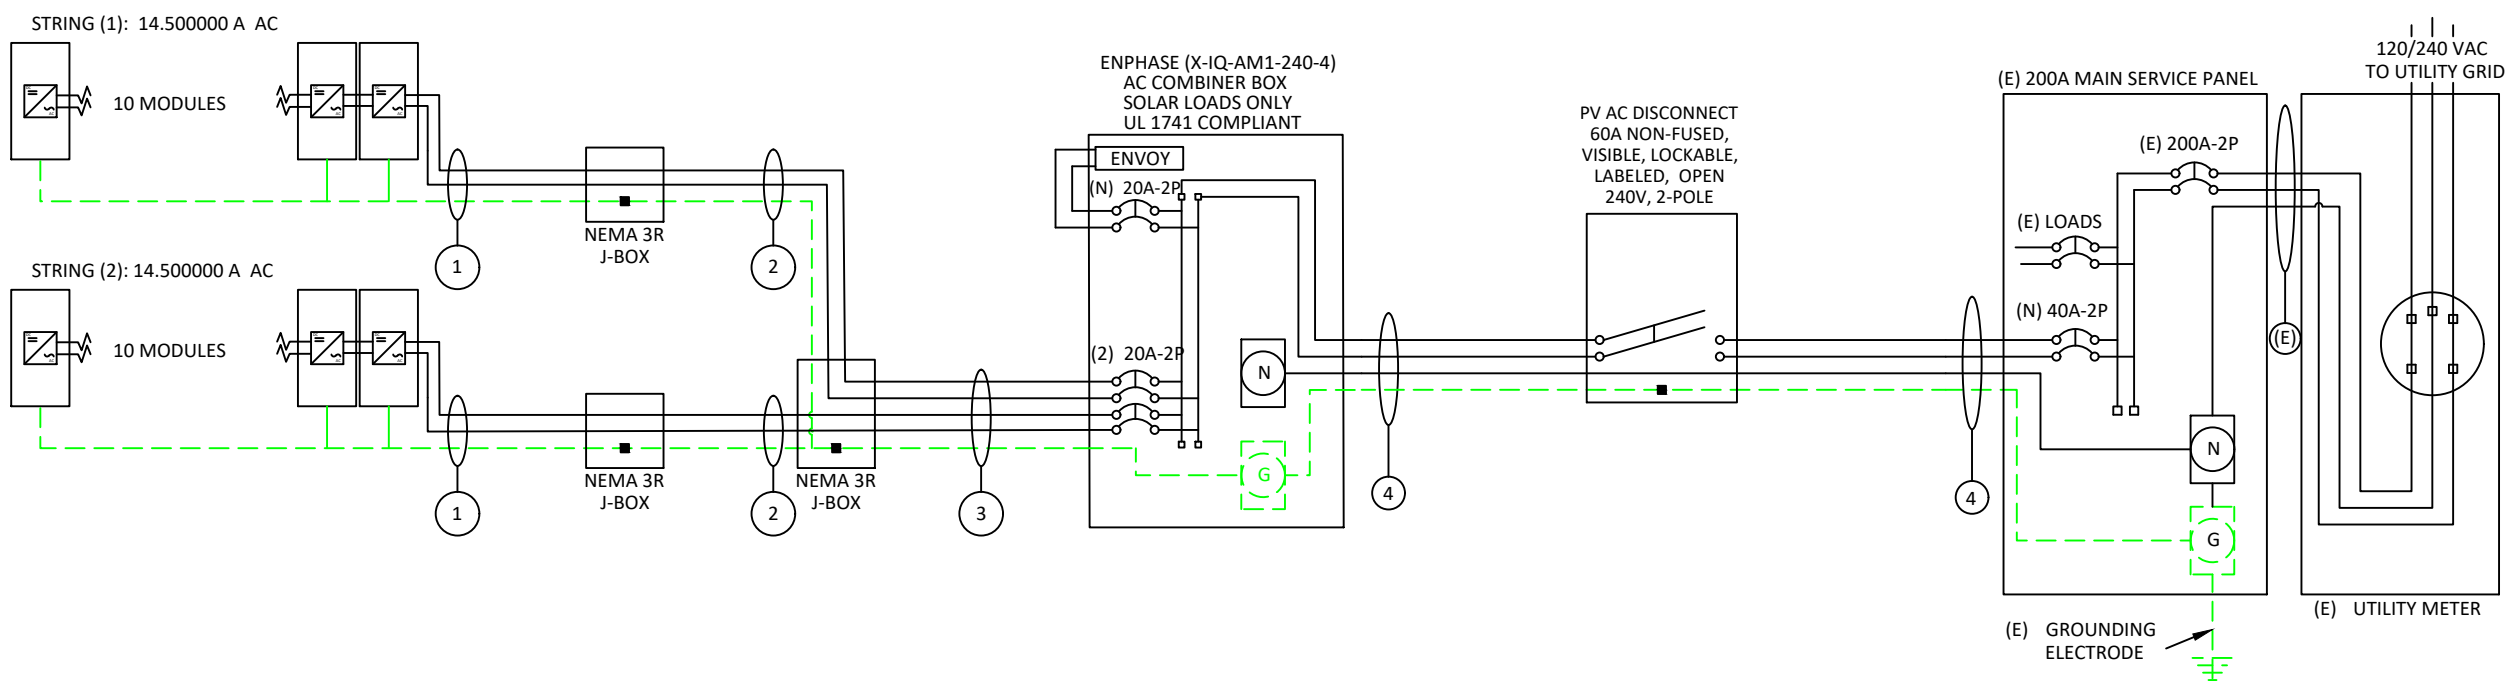 STRING (1):  14.500000 A  AC
10 MODULES
1
NEMA 3R
J-BOX
2
STRING (2): 14.500000 A  AC
10 MODULES
1
NEMA 3R
J-BOX
2
NEMA 3R
J-BOX
3
ENPHASE (X-IQ-AM1-240-4)
AC COMBINER BOX
SOLAR LOADS ONLY
UL 1741 COMPLIANT
ENVOY
(N)  20A-2P
(2)  20A-2P
N
G
4
PV AC DISCONNECT
60A NON-FUSED,
VISIBLE, LOCKABLE,
LABELED,  OPEN
240V, 2-POLE
4
(E) 200A MAIN SERVICE PANEL
(E) 200A-2P
(E) LOADS
(N) 40A-2P
N
G
(E)   GROUNDING
ELECTRODE
(E)
120/240 VAC
TO UTILITY GRID
(E)   UTILITY METER